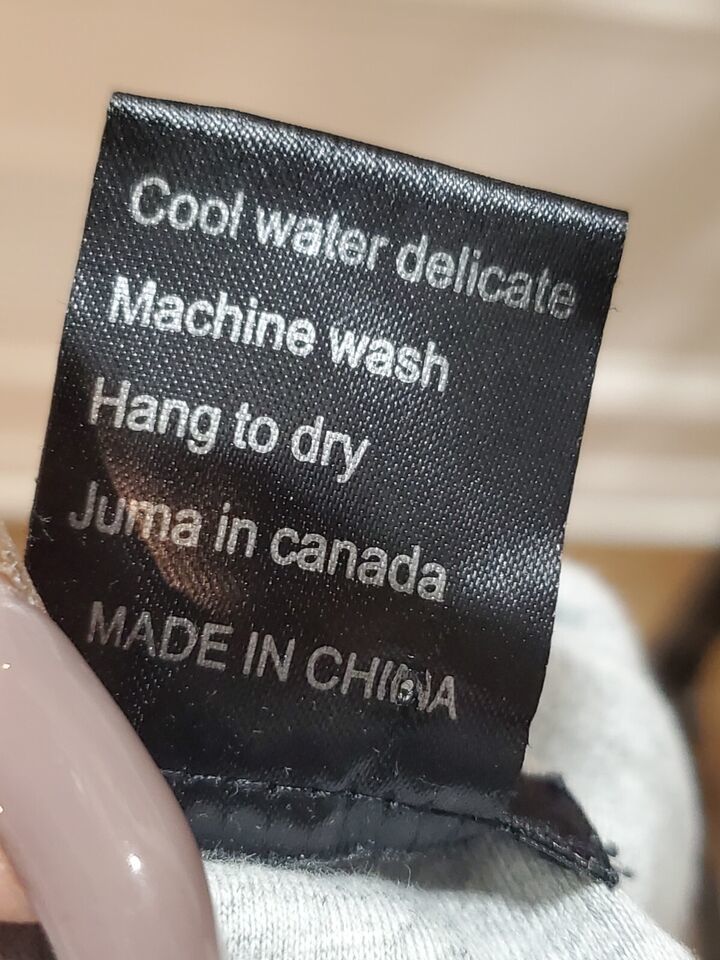 Cool water delicate
Machine wash
Hang to dry
Juma in canada
MADE IN CHINA